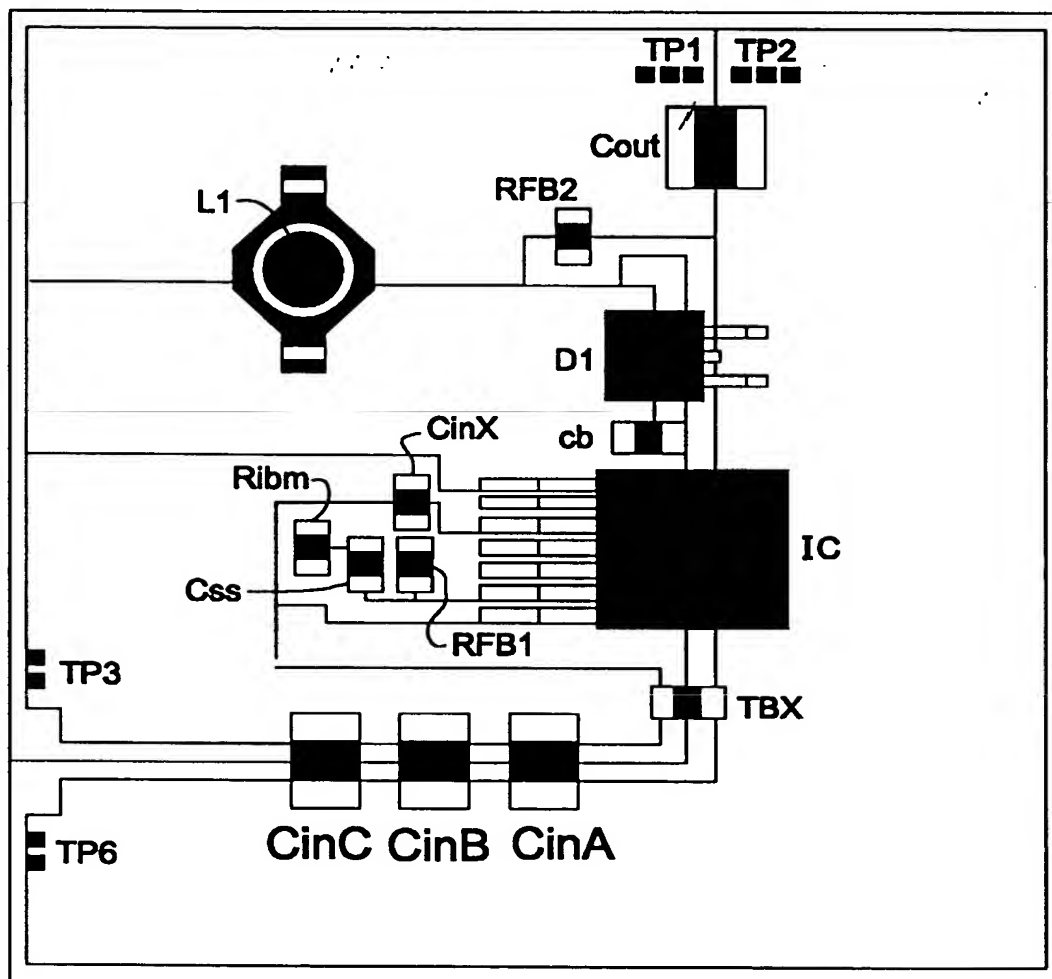 TP1 TP2
Cout
RFB2
L1
D1
cb
CinX
Ribm
IC
Css
RFB1
TP3
TBX
CinC CinB CinA
TP6